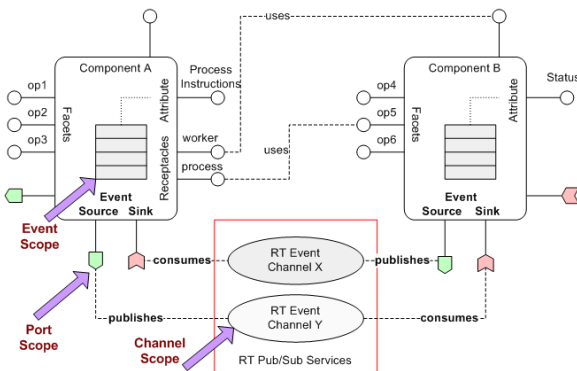 uses
Component A
Component B
op1
op2
op3
Facets
Attribute
Process
Instructions
Receptacles
worker
process
uses
op4
op5
op6
Facets
Attribute
Status
Event
Source Sink
Event
Source Sink
Event
Scope
consumes
RT Event
Channel X
publishes
Port
Scope
publishes
RT Event
Channel Y
consumes
Channel
Scope
RT Pub/Sub Services